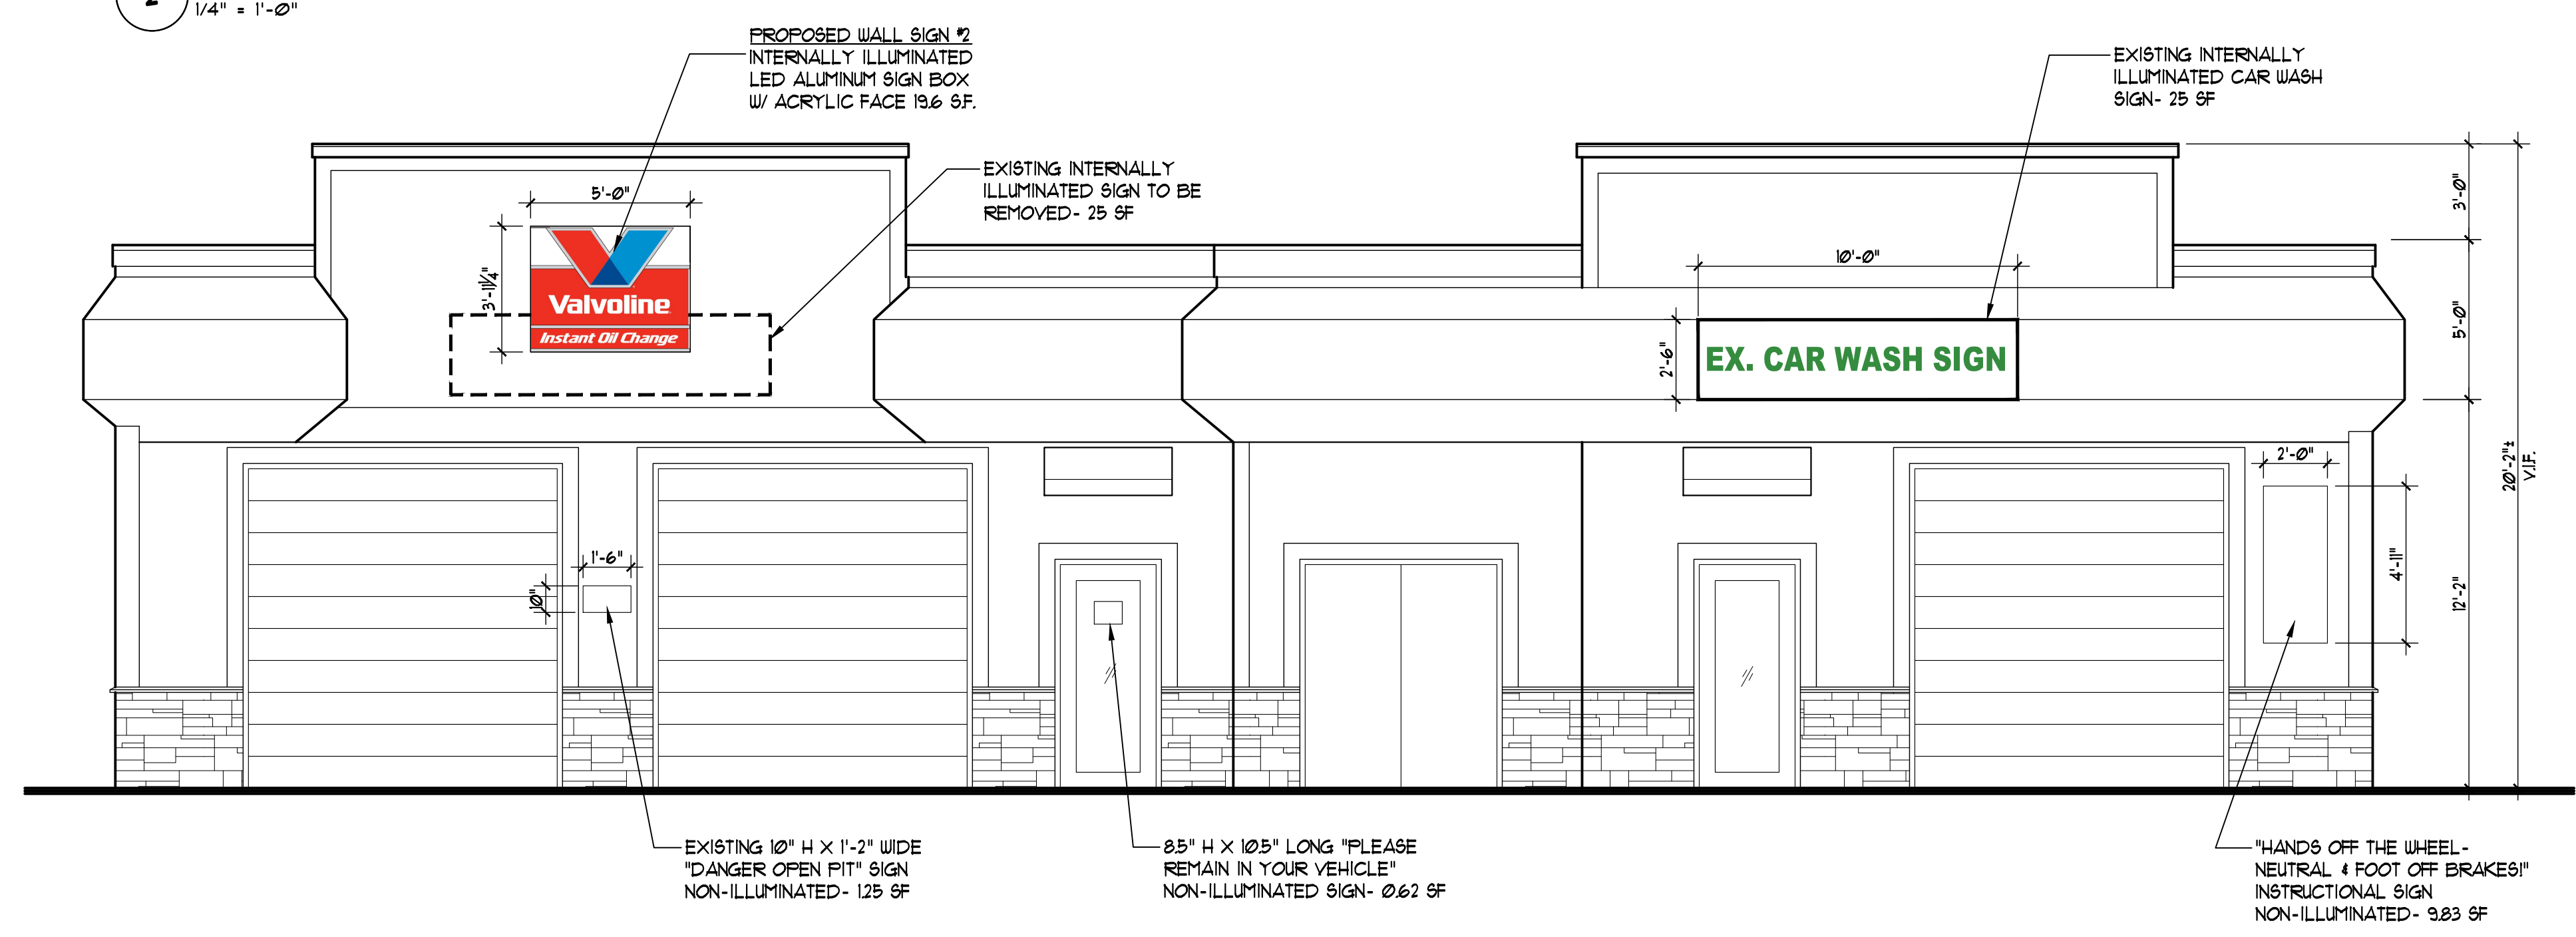 1/4" = 1'-0"
PROPOSED WALL SIGN #2
INTERNALLY ILLUMINATED
LED ALUMINUM SIGN BOX
W/ ACRYLIC FACE 19.6 S.F.
EXISTING INTERNALLY
ILLUMINATED CAR WASH
SIGN- 25 SF
EXISTING INTERNALLY
ILLUMINATED SIGN TO BE
REMOVED- 25 SF
5'-0"
3'-11 1/4"
Valvoline
Instant Oil Change
10'-0"
2'-6"
EX. CAR WASH SIGN
3'-0"
5'-0"
12'-2"
20'-2"±
V.I.F.
2'-0"
4'-11"
1'-6"
10"
EXISTING 10" H X 1'-2" WIDE
"DANGER OPEN PIT" SIGN
NON-ILLUMINATED- 1.25 SF
8.5" H X 10.5" LONG "PLEASE
REMAIN IN YOUR VEHICLE"
NON-ILLUMINATED SIGN- 0.62 SF
"HANDS OFF THE WHEEL-
NEUTRAL & FOOT OFF BRAKES!"
INSTRUCTIONAL SIGN
NON-ILLUMINATED- 9.83 SF